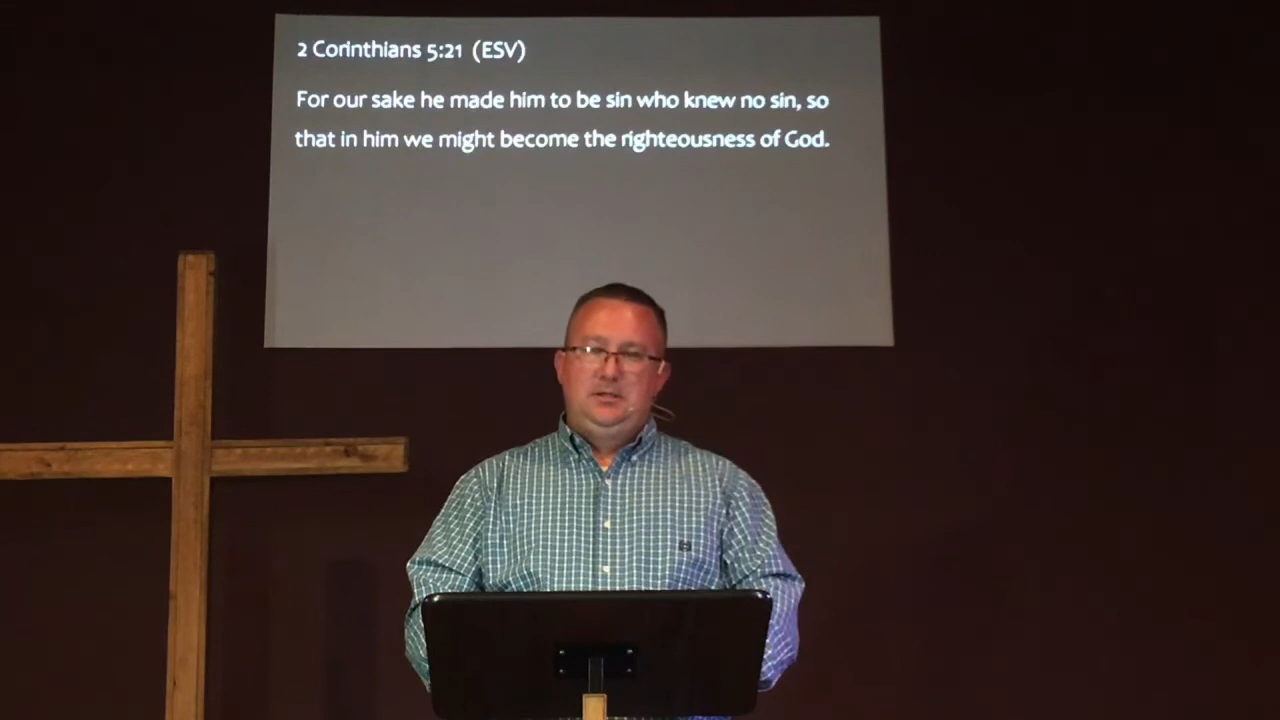 2 Corinthians 5:21 (ESV)
For our sake he made him to be sin who knew no sin, so
that in him we might become the righteousness of God.